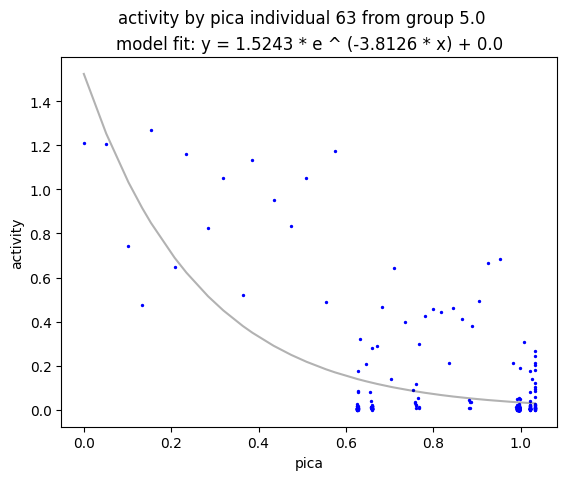 activity by pica individual 63 from group 5.0
model fit: y = 1.5243 * e ^ (-3.8126 * x) + 0.0
activity
1.4
1.2
1.0
0.8
0.6
0.4
0.2
0.0
0.0 0.2 0.4 0.6 0.8 1.0
pica